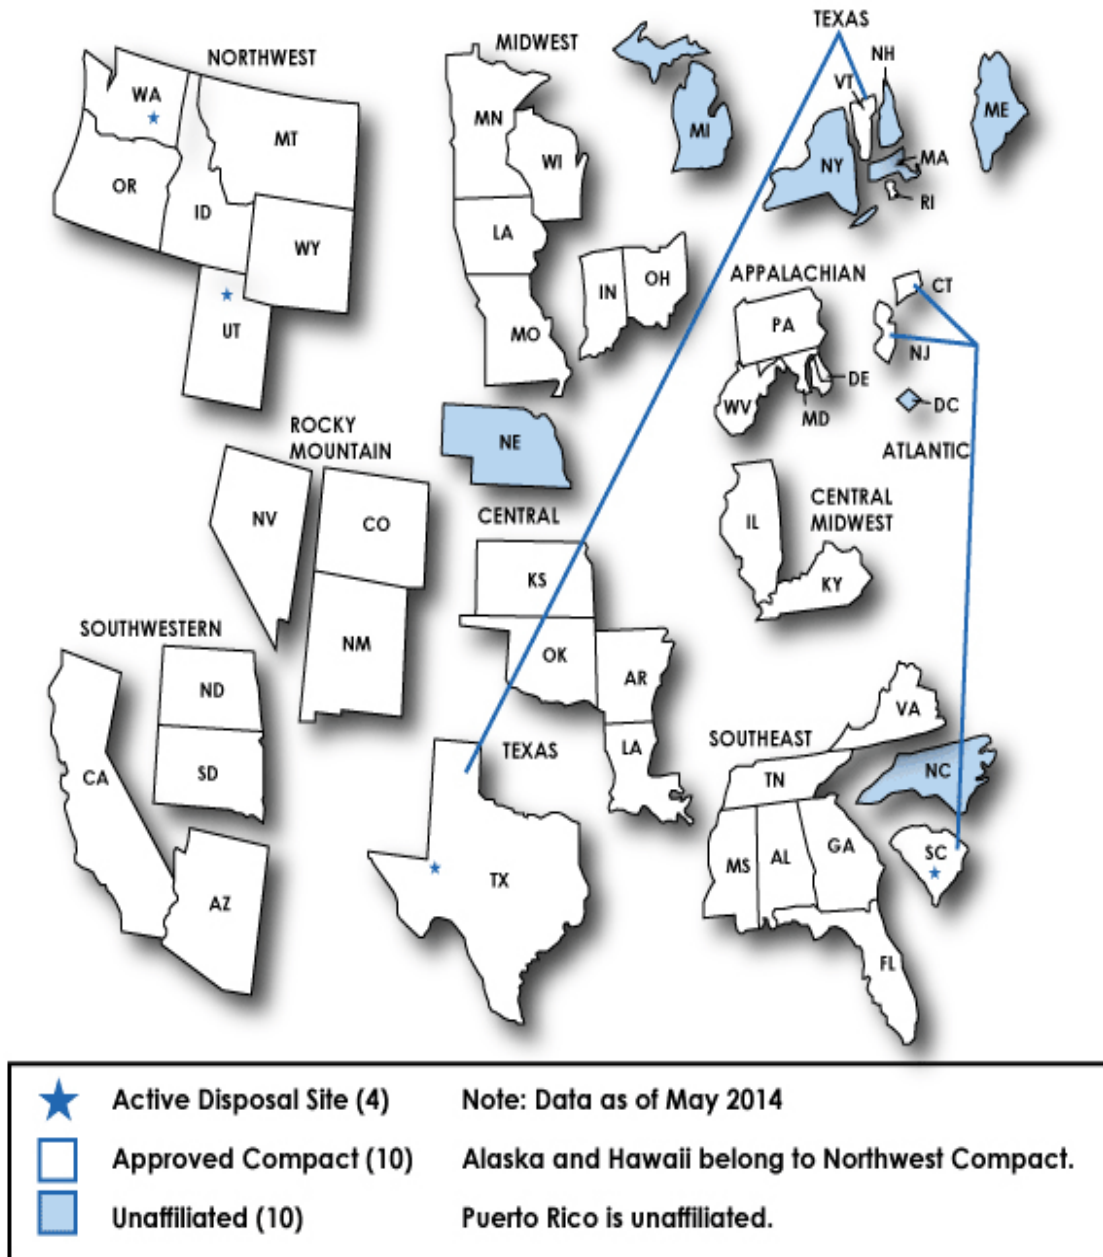 TEXAS
NORTHWEST
MIDWEST
NH
VT
WA
MN
MI
ME
MT
WI
NY
MA
OR
RI
ID
LA
WY
APPALACHIAN
IN
OH
CT
UT
MO
PA
NJ
DE
WV
MD
DC
ROCKY
MOUNTAIN
NE
ATLANTIC
NV
CO
CENTRAL
IL
CENTRAL
MIDWEST
KS
KY
SOUTHWESTERN
NM
OK
AR
ND
VA
CA
SD
TEXAS
LA
SOUTHEAST
TN
NC
AZ
TX
MS
AL
GA
SC
FL
Active Disposal Site (4) Note: Data as of May 2014
Approved Compact (10) Alaska and Hawaii belong to Northwest Compact.
Unaffiliated (10) Puerto Rico is unaffiliated.